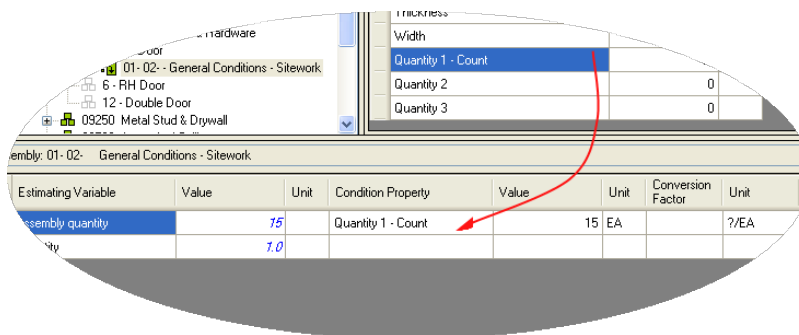 Thickness
Hardware
Width
Door
Quantity 1 - Count
01- 02- - General Conditions - Sitework
6 - RH Door
Quantity 2 0
12 - Double Door
Quantity 3 0
09250 Metal Stud & Drywall
01- 02- General Conditions - Sitework
Estimating Variable Value Unit Condition Property Value Unit Conversion Factor Unit
quantity 15 Quantity 1 - Count 15 EA ?/EA
1.0